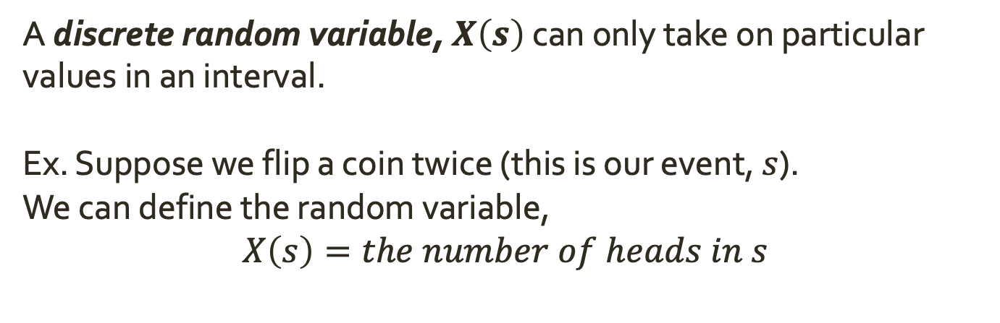 A discrete random variable, X(s) can only take on particular
values in an interval.
Ex. Suppose we flip a coin twice (this is our event, s).
We can define the random variable,
X(s) = the number of heads in s